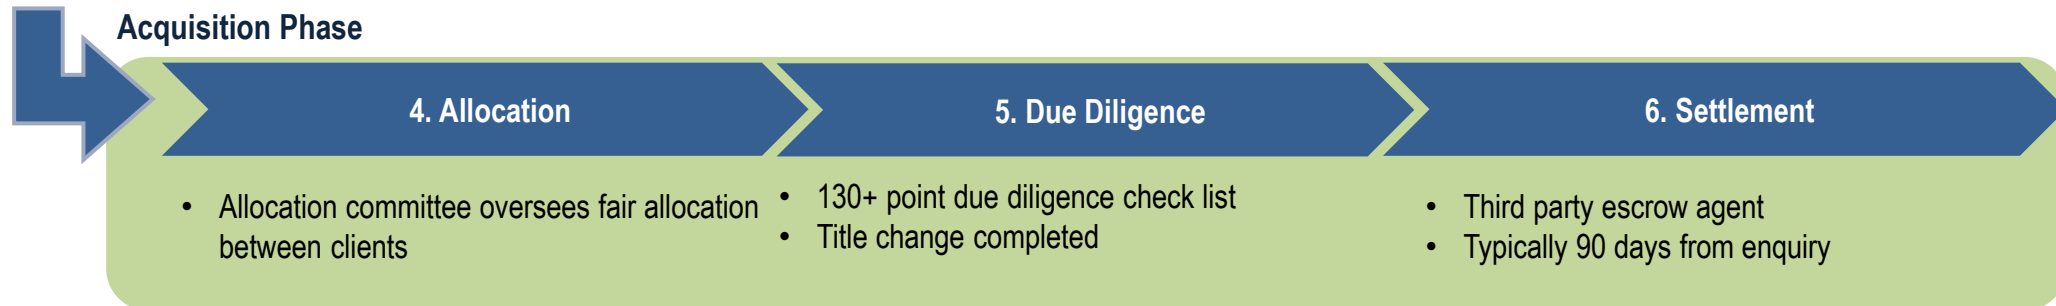 Acquisition Phase
4. Allocation
5. Due Diligence
6. Settlement
• Allocation committee oversees fair allocation
between clients
• 130+ point due diligence check list
• Title change completed
• Third party escrow agent
• Typically 90 days from enquiry